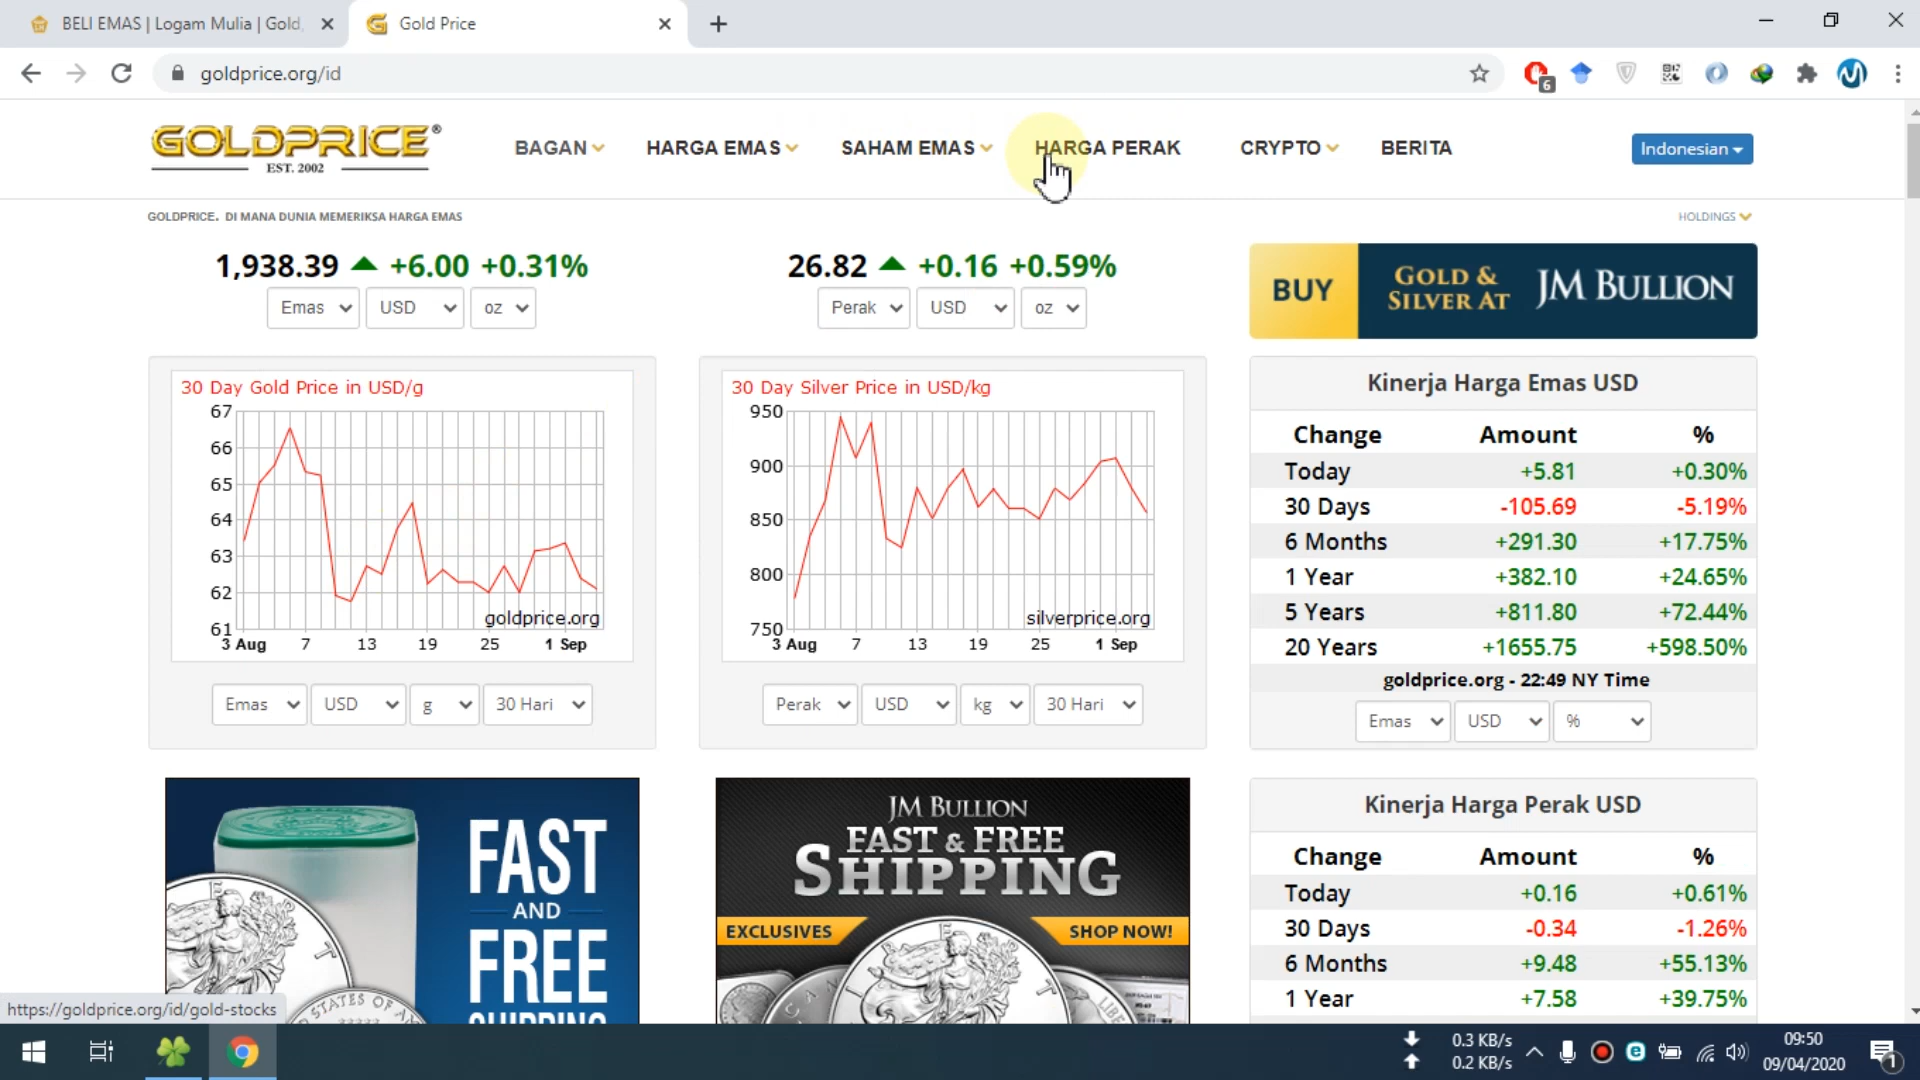 BELI EMAS | Logam Mulia | Gold,
Gold Price
goldprice.org/id
6
GOLDPRICE®
EST. 2002
BAGAN
HARGA EMAS
SAHAM EMAS
HARGA PERAK
CRYPTO
BERITA
Indonesian
GOLDPRICE. DI MANA DUNIA MEMERIKSA HARGA EMAS
HOLDINGS
1,938.39 +6.00 +0.31%
Emas USD oz
26.82 +0.16 +0.59%
Perak USD oz
BUY GOLD & SILVER AT JM BULLION
30 Day Gold Price in USD/g
67
66
65
64
63
62
61
goldprice.org
3 Aug 7 13 19 25 1 Sep
Emas USD g 30 Hari
30 Day Silver Price in USD/kg
950
900
850
800
750
silverprice.org
3 Aug 7 13 19 25 1 Sep
Perak USD kg 30 Hari
Kinerja Harga Emas USD
Change Amount %
Today +5.81 +0.30%
30 Days -105.69 -5.19%
6 Months +291.30 +17.75%
1 Year +382.10 +24.65%
5 Years +811.80 +72.44%
20 Years +1655.75 +598.50%
goldprice.org - 22:49 NY Time
Emas USD %
FAST
AND
FREE
SHIPPING
JM BULLION
FAST & FREE
SHIPPING
EXCLUSIVES
SHOP NOW!
Kinerja Harga Perak USD
Change Amount %
Today +0.16 +0.61%
30 Days -0.34 -1.26%
6 Months +9.48 +55.13%
1 Year +7.58 +39.75%
https://goldprice.org/id/gold-stocks
0.3 KB/s
0.2 KB/s
09:50
09/04/2020
1